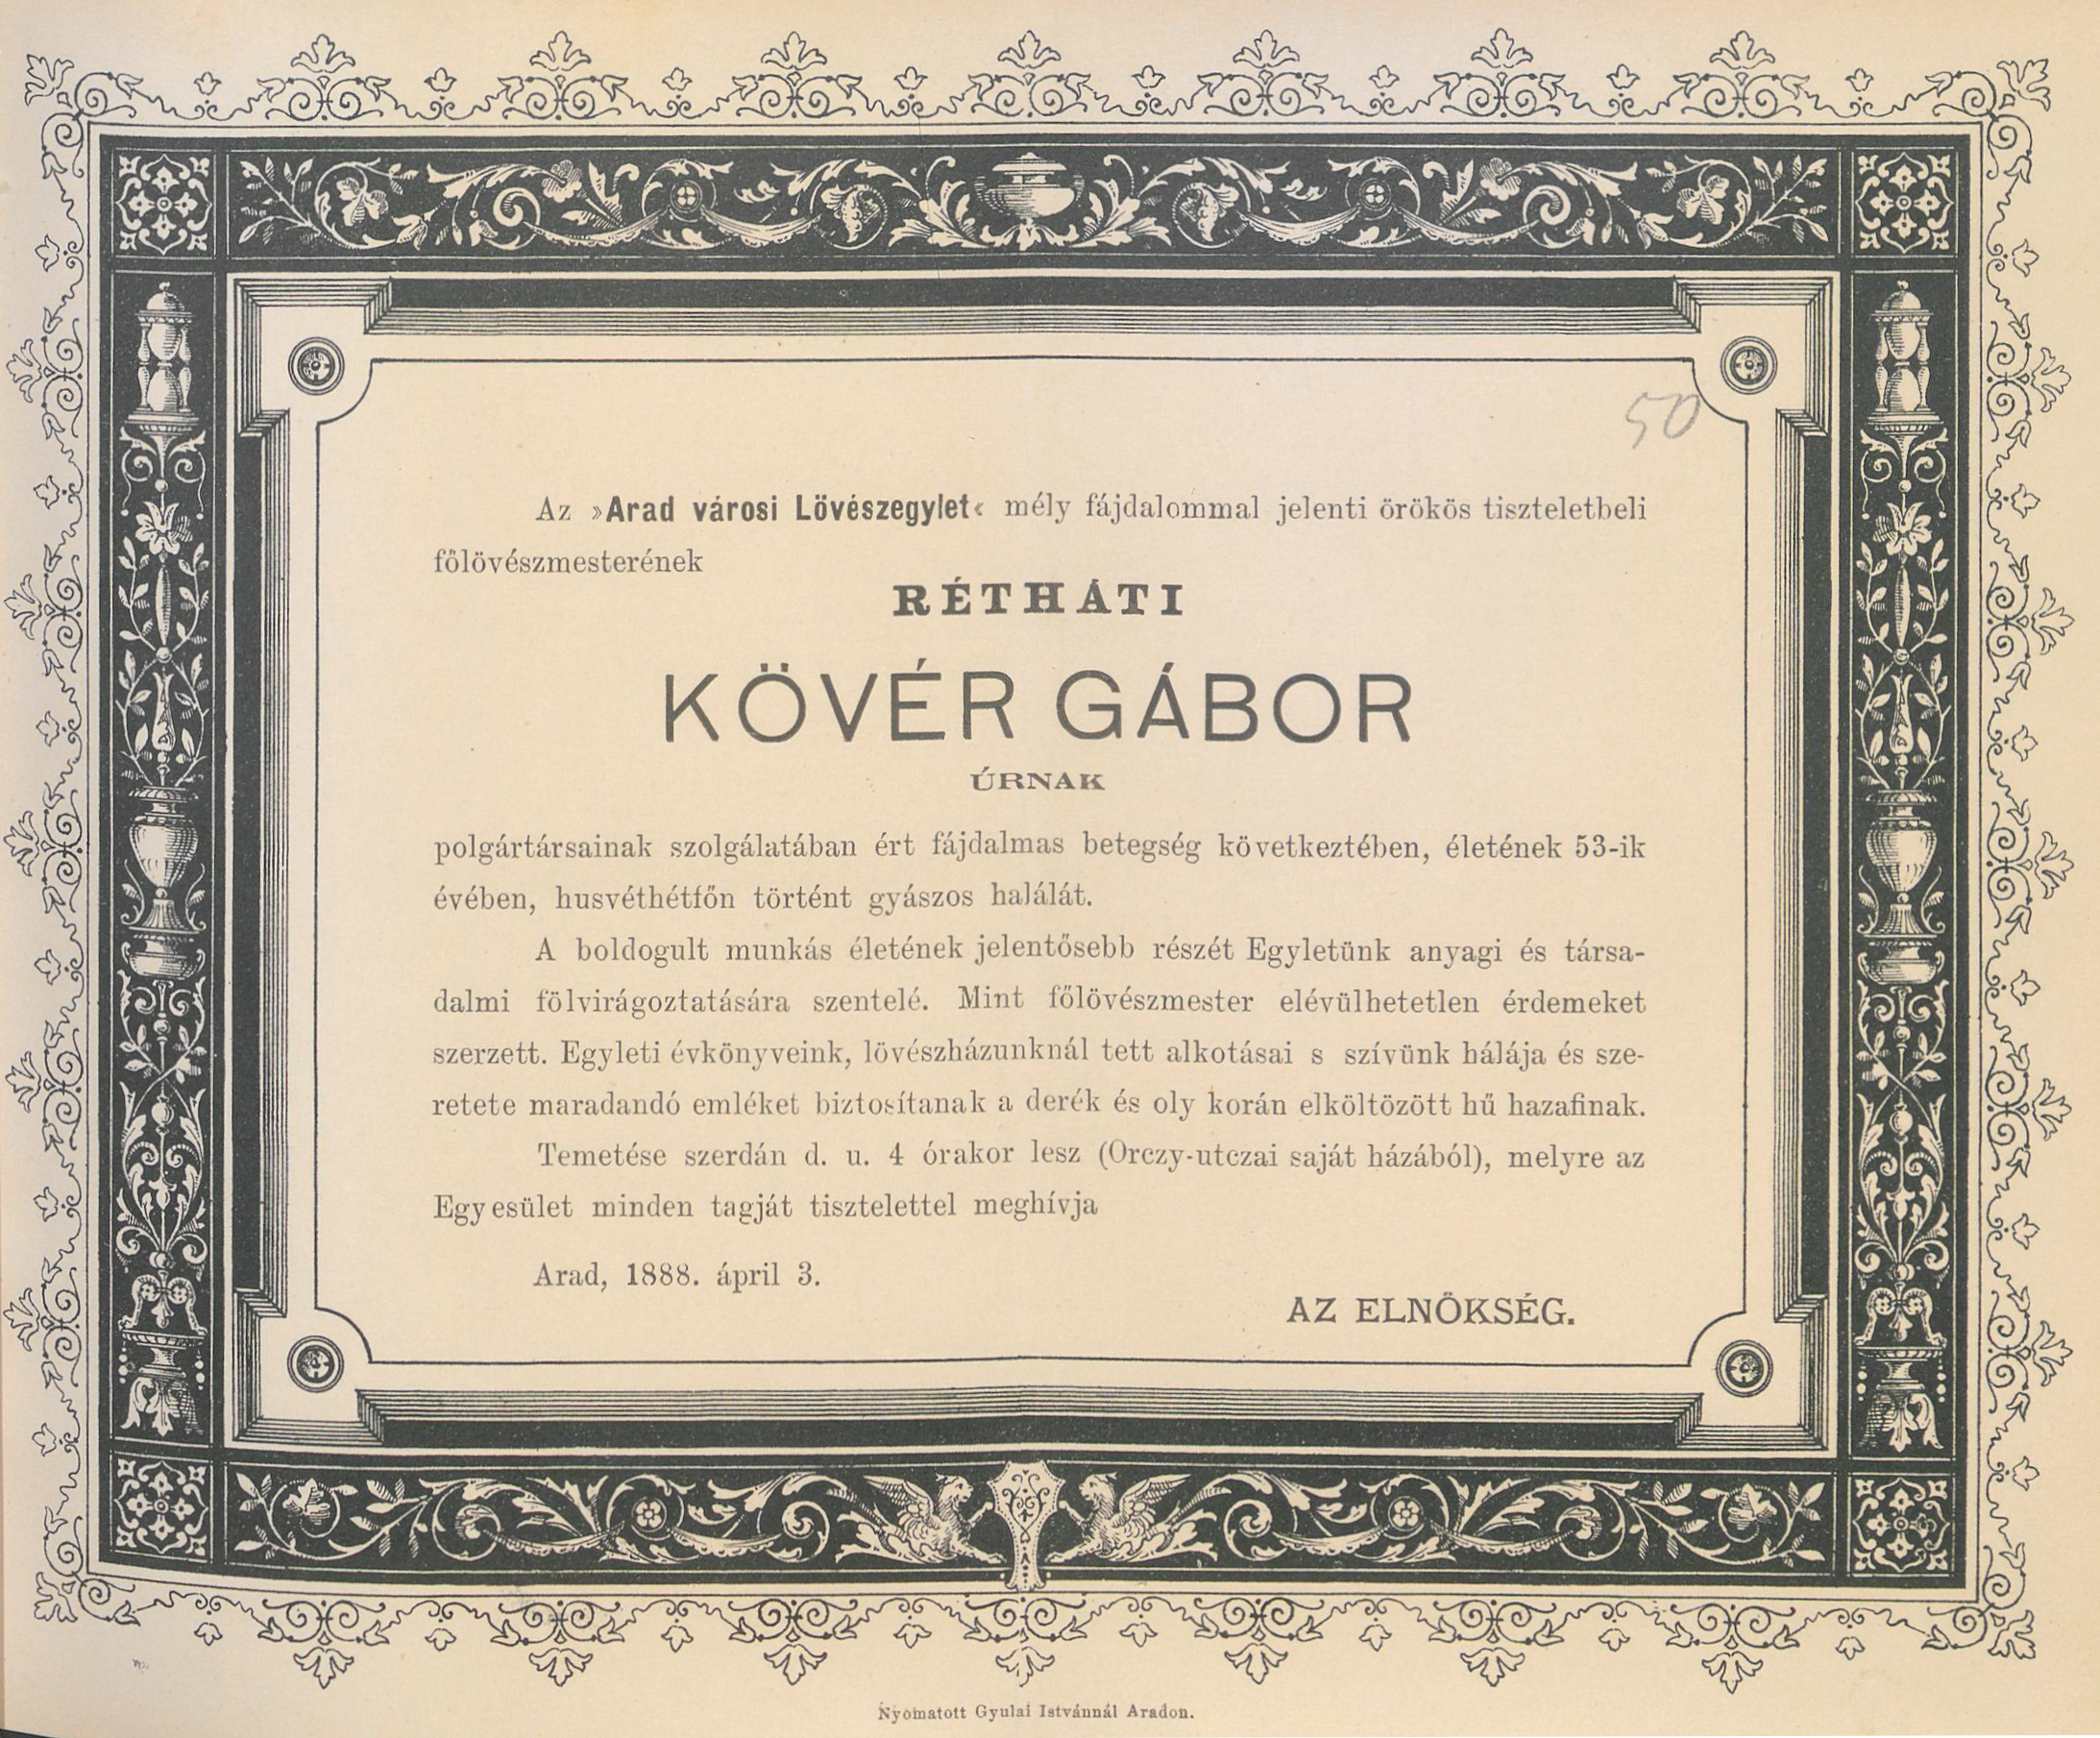 50
Az »Arad városi Lövészegylet« mély fájdalommal jelenti örökös tiszteletbeli
főlövészmesterének
RÉTHÁTI
KÖVÉR GÁBOR
ÚRNAK
polgártársainak szolgálatában ért fájdalmas betegség következtében, életének 53-ik
évében, husvéthétfőn történt gyászos halálát.
A boldogult munkás életének jelentősebb részét Egyletünk anyagi és társa-
dalmi fölvirágoztatására szentelé. Mint főlövészmester elévülhetetlen érdemeket
szerzett. Egyleti évkönyveink, lövészházunknál tett alkotásai s szívünk hálája és sze-
retete maradandó emléket biztosítanak a derék és oly korán elköltözött hű hazafinak.
Temetése szerdán d. u. 4 órakor lesz (Orczy-utczai saját házából), melyre az
Egyesület minden tagját tisztelettel meghívja
Arad, 1888. április 3.
AZ ELNÖKSÉG.
Nyomatott Gyulai Istvánnál Aradon.